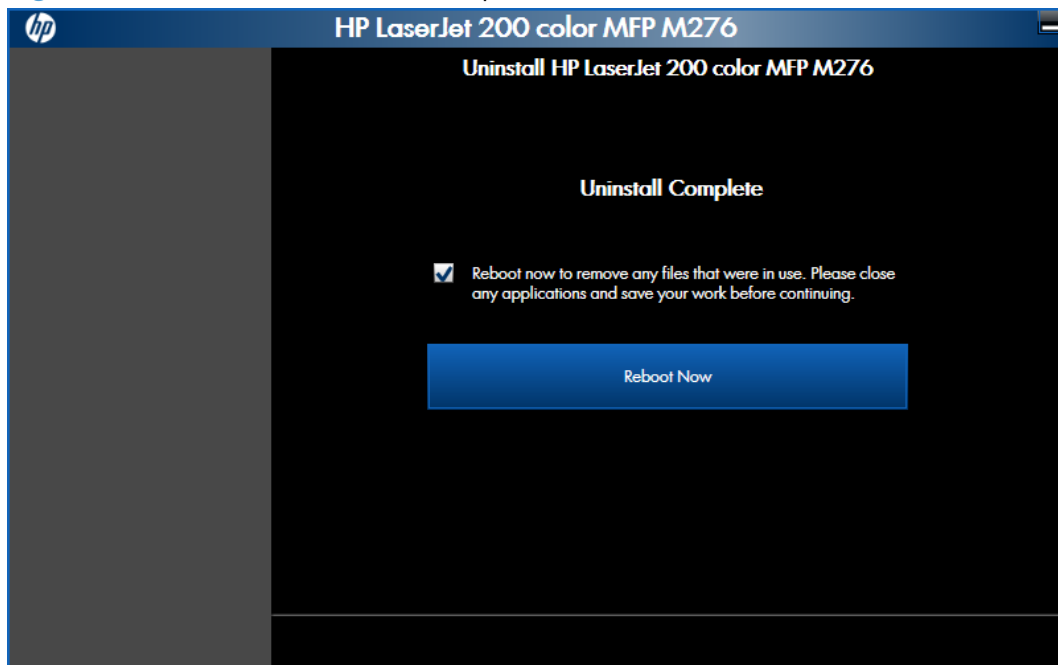 hp
HP LaserJet 200 color MFP M276
Uninstall HP LaserJet 200 color MFP M276
Uninstall Complete
Reboot now to remove any files that were in use. Please close
any applications and save your work before continuing.
Reboot Now